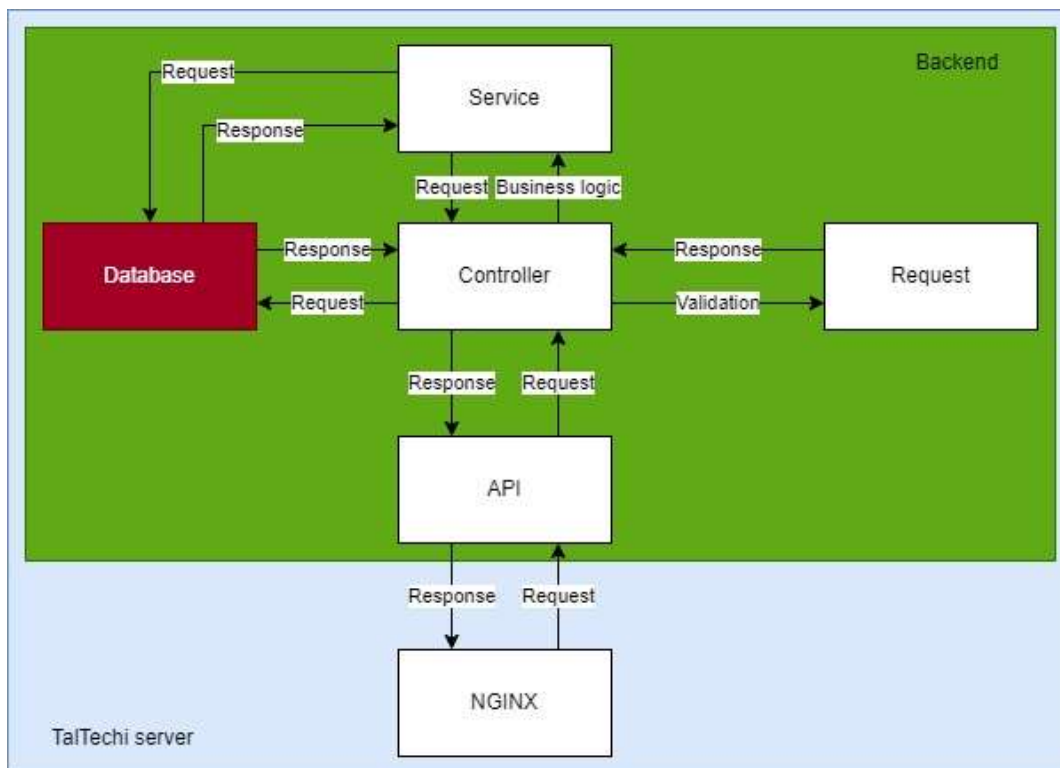 Backend
Request
Service
Response
Request
Business logic
Database
Response
Request
Controller
Response
Validation
Request
Response
Request
API
Response
Request
NGINX
TalTechi server